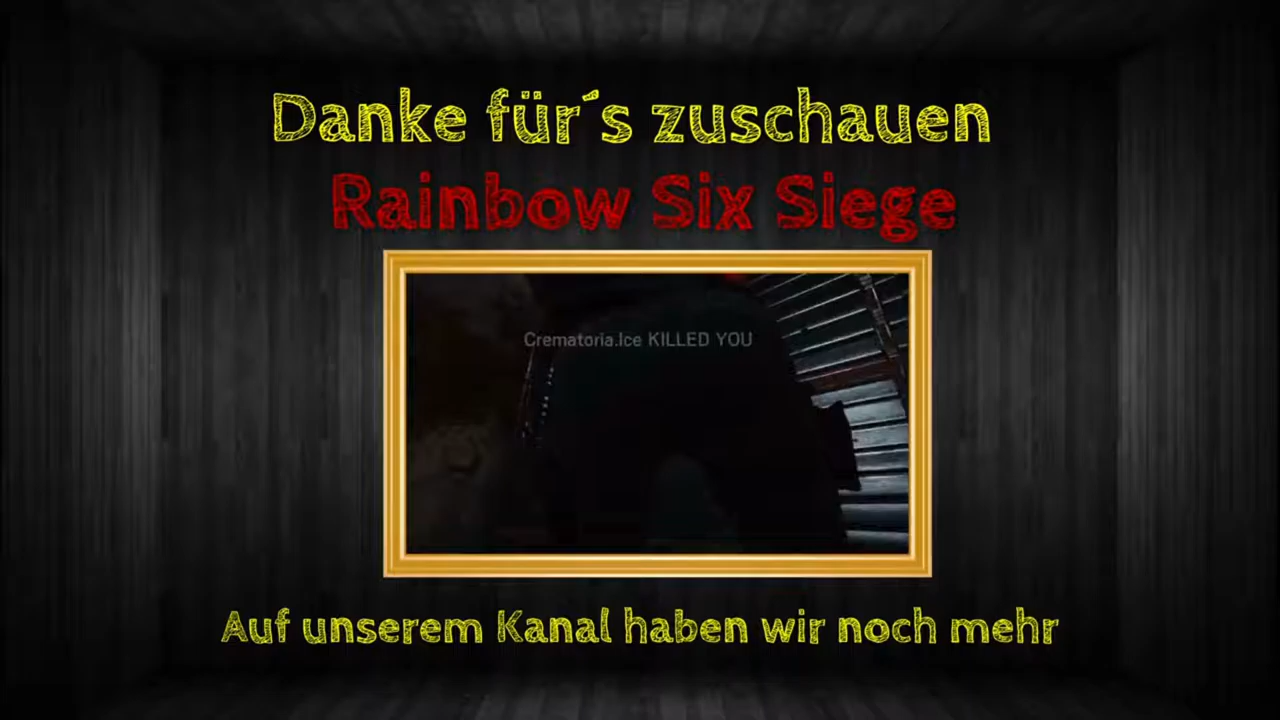 Danke für´s zuschauen
Rainbow Six Siege
Crematoria.Ice KILLED YOU
Auf unserem Kanal haben wir noch mehr